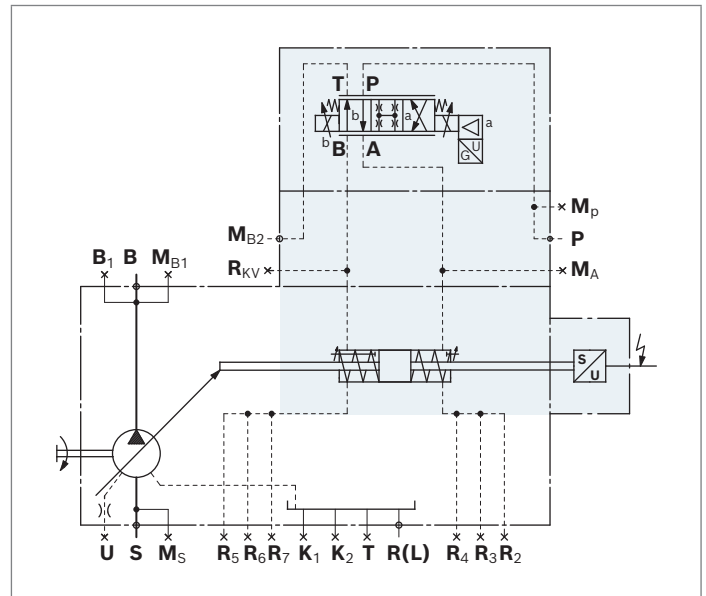 T P
b a a
b B A U
G
M_p
M_B2 P
B_1 B M_B1 R_KV M_A
S
U
U S M_S R_5 R_6 R_7 K_1 K_2 T R(L) R_4 R_3 R_2